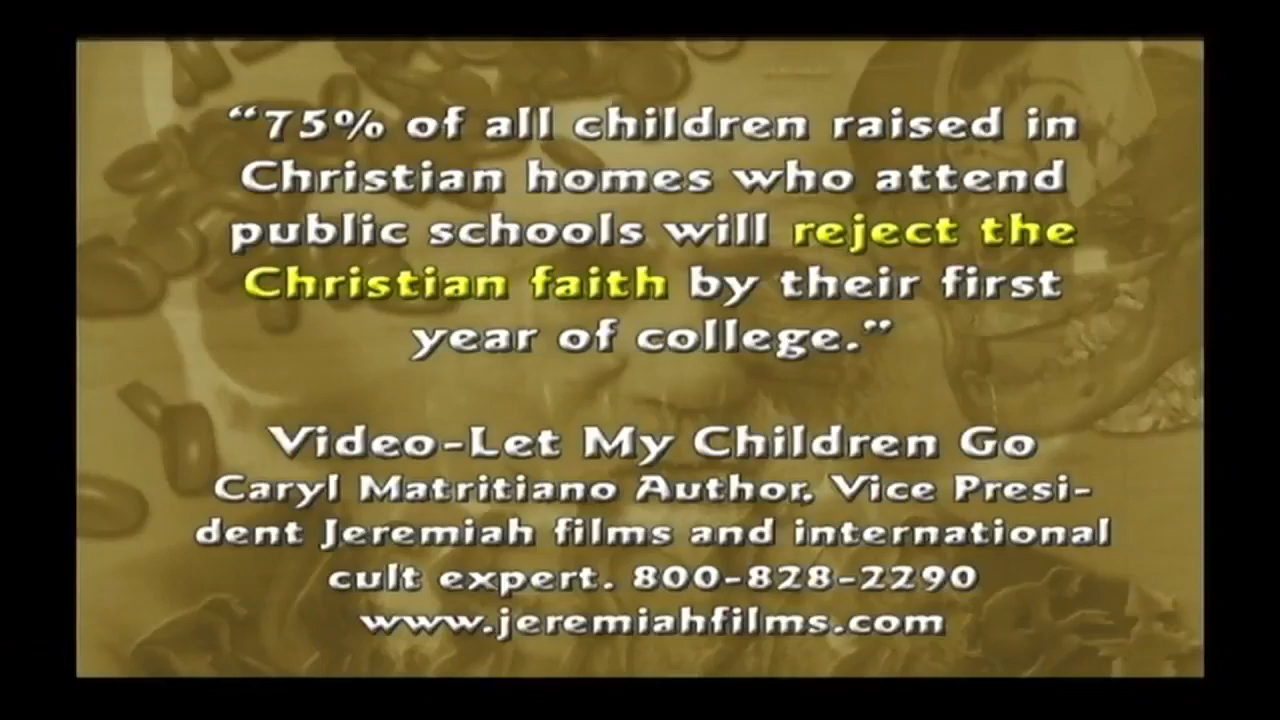 “75% of all children raised in
Christian homes who attend
public schools will reject the
Christian faith by their first
year of college.”
Video-Let My Children Go
Caryl Matritiano Author, Vice Presi-
dent Jeremiah films and international
cult expert. 800-828-2290
www.jeremiahfilms.com